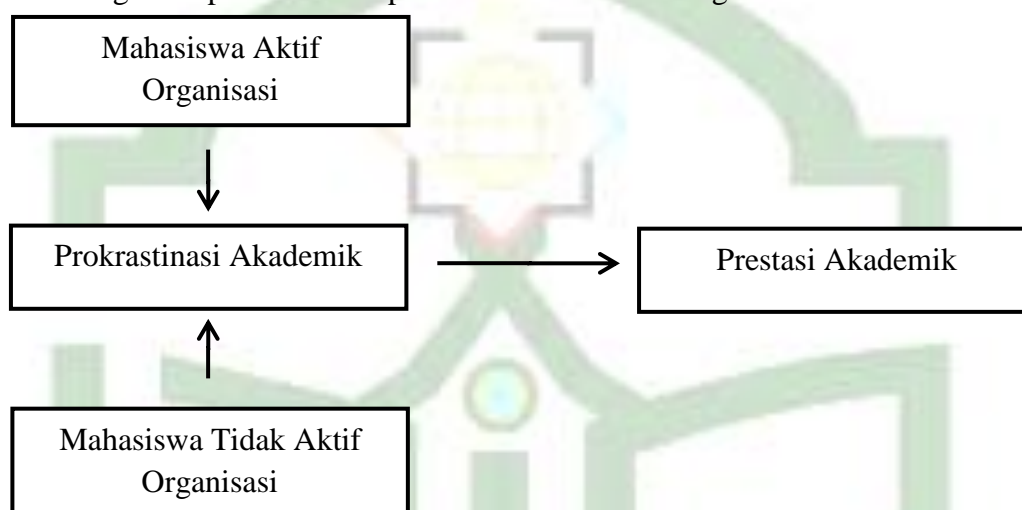 Mahasiswa Aktif
Organisasi
Prokrastinasi Akademik
Prestasi Akademik
Mahasiswa Tidak Aktif
Organisasi